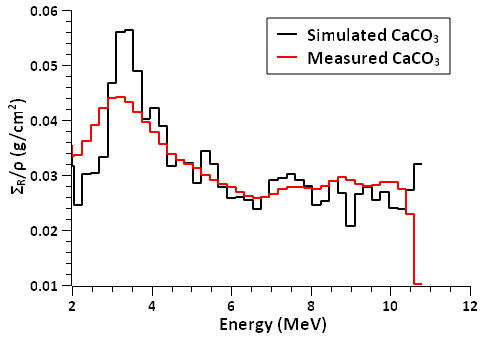 0.06
0.05
0.04
0.03
0.02
0.01
ΣR/ρ (g/cm²)
Simulated CaCO₃
Measured CaCO₃
2 4 6 8 10 12
Energy (MeV)